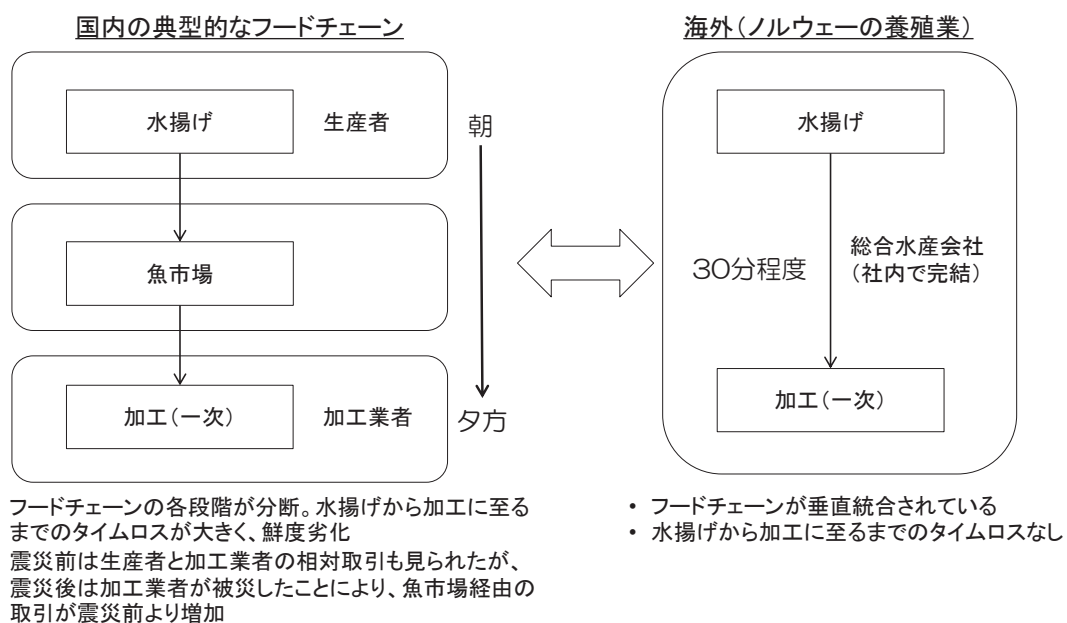 国内の典型的なフードチェーン
水揚げ
生産者
朝
魚市場
加工(一次)
加工業者
夕方
フードチェーンの各段階が分断。水揚げから加工に至る
までのタイムロスが大きく、鮮度劣化
震災前は生産者と加工業者の相対取引も見られたが、
震災後は加工業者が被災したことにより、魚市場経由の
取引が震災前より増加
海外(ノルウェーの養殖業)
水揚げ
30分程度
総合水産会社
(社内で完結)
加工(一次)
• フードチェーンが垂直統合されている
• 水揚げから加工に至るまでのタイムロスなし